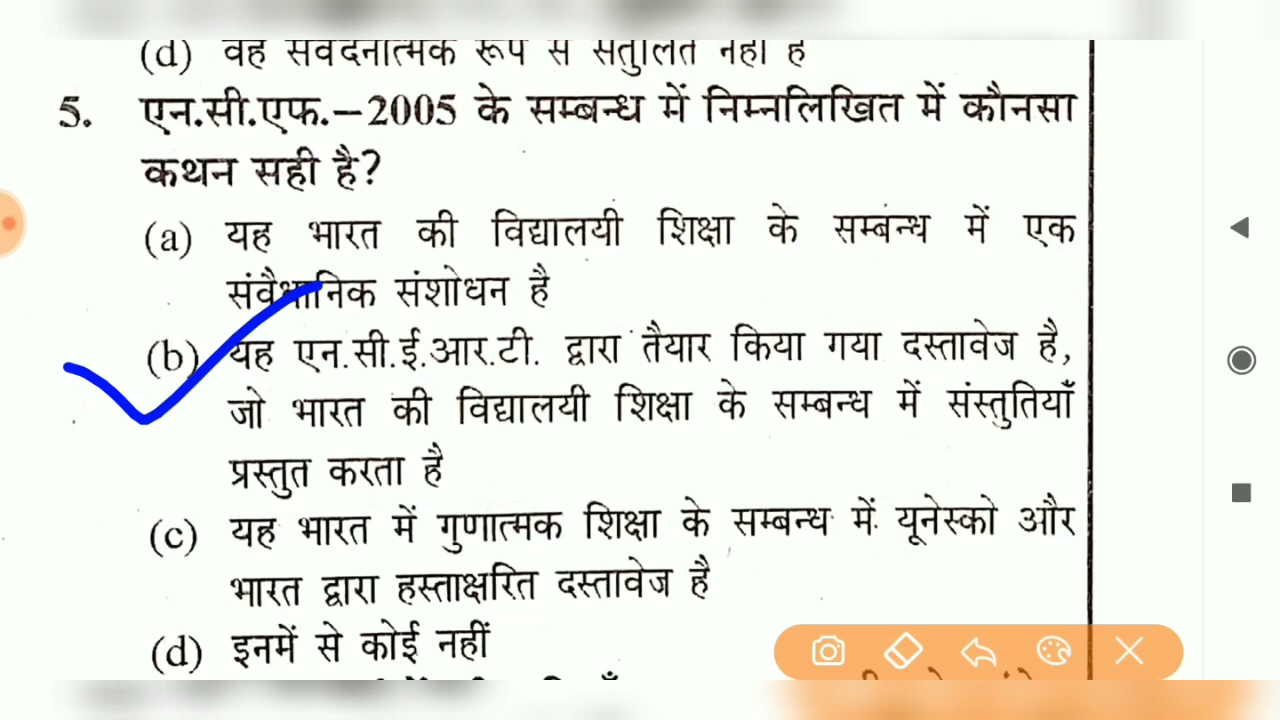 (d) वह संवेदनात्मक रूप से संतुलित नहीं है
5. एन.सी.एफ.–2005 के सम्बन्ध में निम्नलिखित में कौनसा
कथन सही है?
(a) यह भारत की विद्यालयी शिक्षा के सम्बन्ध में एक
संवैधानिक संशोधन है
(b) यह एन.सी.ई.आर.टी. द्वारा तैयार किया गया दस्तावेज है,
जो भारत की विद्यालयी शिक्षा के सम्बन्ध में संस्तुतियाँ
प्रस्तुत करता है
(c) यह भारत में गुणात्मक शिक्षा के सम्बन्ध में यूनेस्को और
भारत द्वारा हस्ताक्षरित दस्तावेज है
(d) इनमें से कोई नहीं